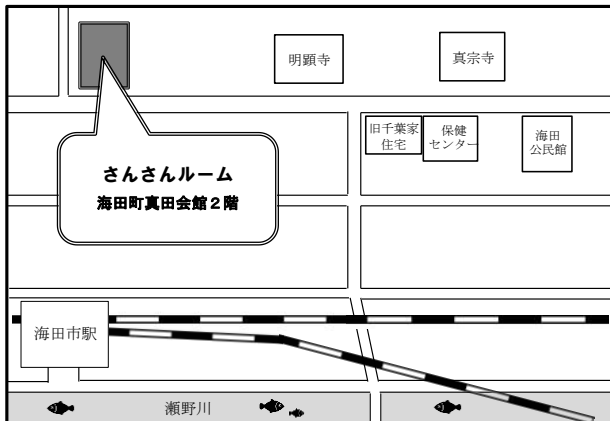 明顕寺
真宗寺
旧千葉家
住宅
保健
センター
海田
公民館
さんさんルーム
海田町真田会館２階
海田市駅
瀬野川